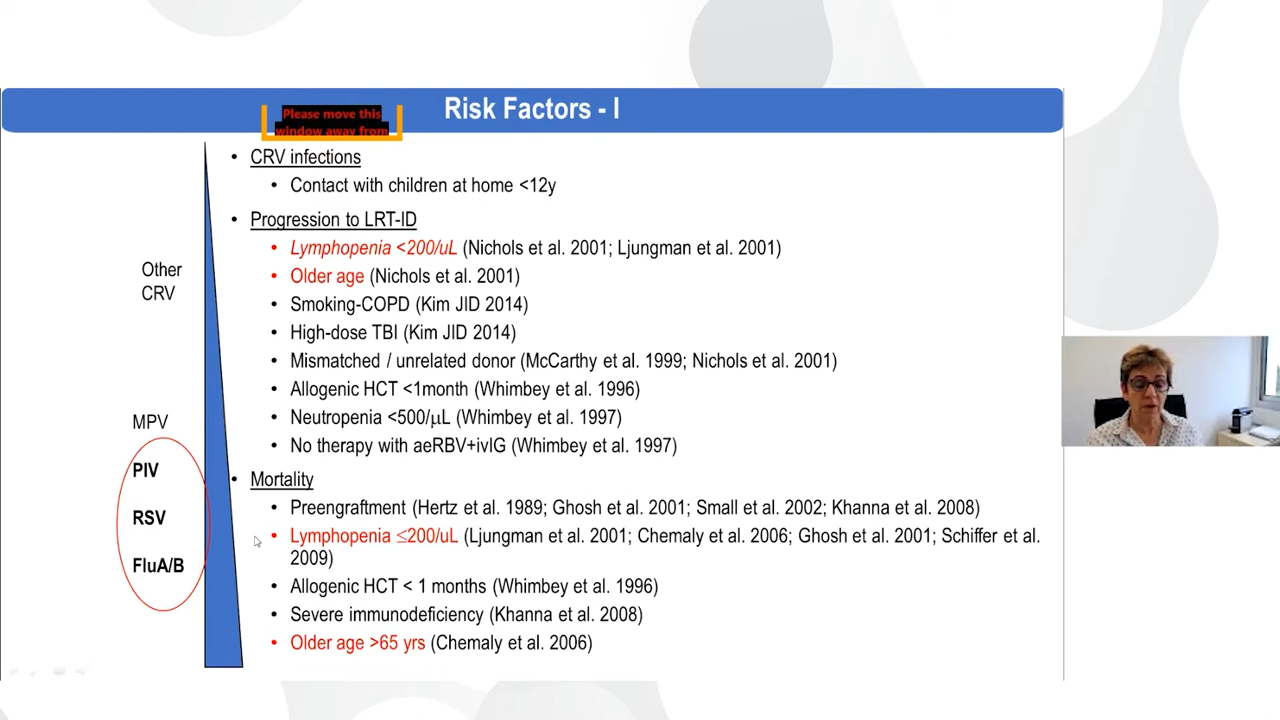 Risk Factors - I
Please move this
window away from
• CRV infections
• Contact with children at home <12y
• Progression to LRT-ID
• Lymphopenia <200/uL (Nichols et al. 2001; Ljungman et al. 2001)
• Older age (Nichols et al. 2001)
• Smoking-COPD (Kim JID 2014)
• High-dose TBI (Kim JID 2014)
• Mismatched / unrelated donor (McCarthy et al. 1999; Nichols et al. 2001)
• Allogenic HCT <1month (Whimbey et al. 1996)
• Neutropenia <500/μL (Whimbey et al. 1997)
• No therapy with aeRBV+ivIG (Whimbey et al. 1997)
• Mortality
• Preengraftment (Hertz et al. 1989; Ghosh et al. 2001; Small et al. 2002; Khanna et al. 2008)
• Lymphopenia ≤200/uL (Ljungman et al. 2001; Chemaly et al. 2006; Ghosh et al. 2001; Schiffer et al.
2009)
• Allogenic HCT < 1 months (Whimbey et al. 1996)
• Severe immunodeficiency (Khanna et al. 2008)
• Older age >65 yrs (Chemaly et al. 2006)
Other
CRV
MPV
PIV
RSV
FluA/B